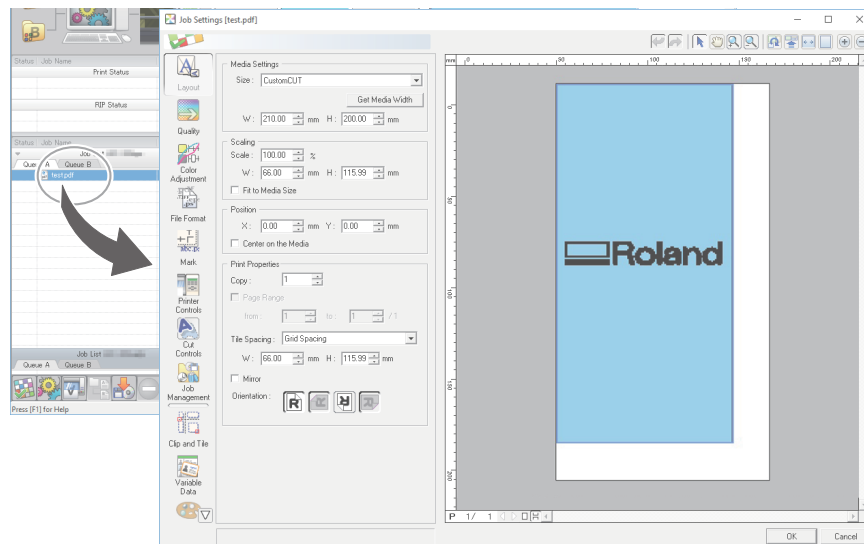 Job Settings [test.pdf]
Status Job Name
Print Status
RIP Status
Status Job Name
Queue B
test.pdf
Job List
Queue A Queue B
Press [F1] for Help
Layout
Quality
Color
Adjustment
File Format
Mark
Printer
Controls
Cut
Controls
Job
Management
Clip and Tile
Variable
Data
Media Settings
Size : CustomCUT
Get Media Width
W : 210.00 mm H : 200.00 mm
Scaling
Scale : 100.00 %
W : 66.00 mm H : 115.99 mm
Fit to Media Size
Position
X : 0.00 mm Y : 0.00 mm
Center on the Media
Print Properties
Copy : 1
Page Range
from : 1 to : 1 / 1
Tile Spacing : Grid Spacing
W : 66.00 mm H : 115.99 mm
Mirror
Orientation : R R R R
mm 0 50 100 150 200
0
50
100
150
200
Roland
P 1/ 1
OK Cancel